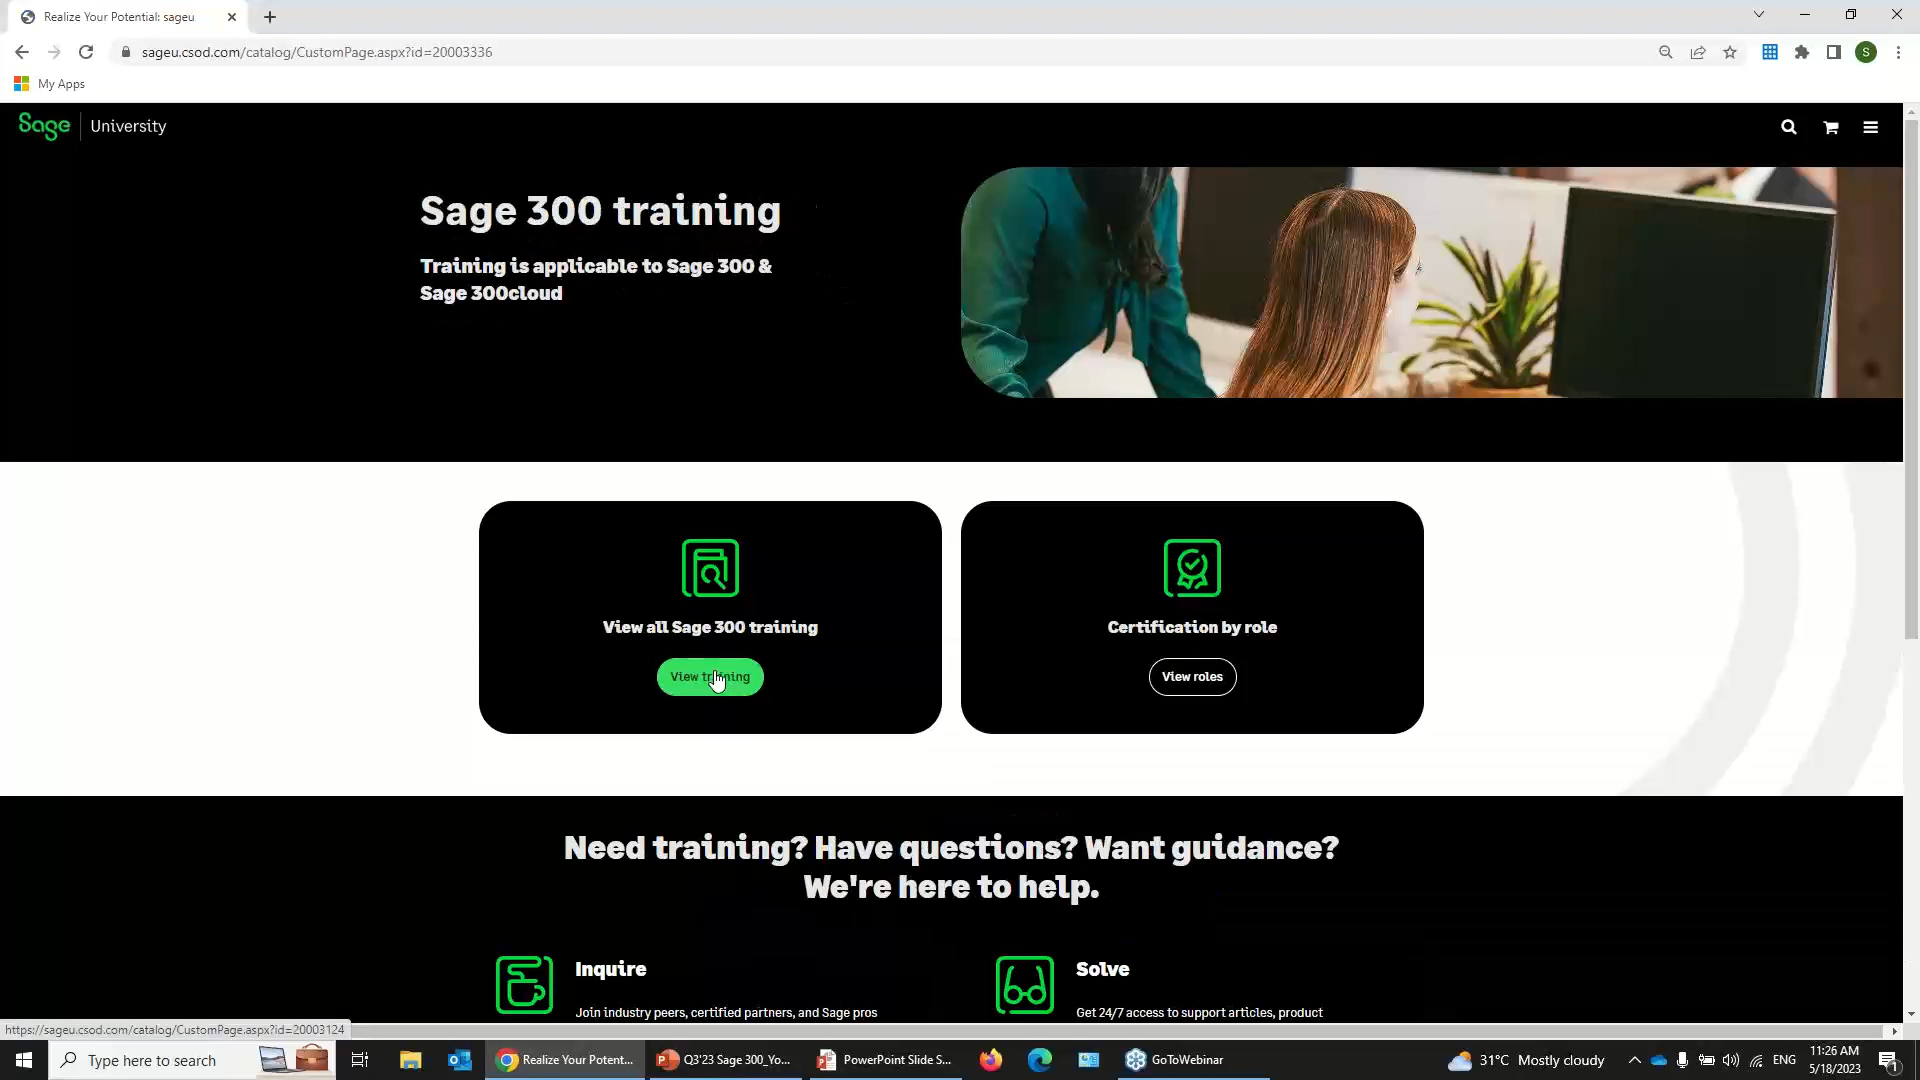 Realize Your Potential: sageu
sageu.csod.com/catalog/CustomPage.aspx?id=20003336
S
My Apps
Sage University
Sage 300 training
Training is applicable to Sage 300 &
Sage 300cloud
View all Sage 300 training
View training
Certification by role
View roles
Need training? Have questions? Want guidance?
We're here to help.
Inquire
Join industry peers, certified partners, and Sage pros
Solve
Get 24/7 access to support articles, product
https://sageu.csod.com/catalog/CustomPage.aspx?id=20003124
Type here to search
Realize Your Potent...
Q3'23 Sage 300_Yo...
PowerPoint Slide S...
GoToWebinar
31°C Mostly cloudy
ENG
11:26 AM
5/18/2023
1